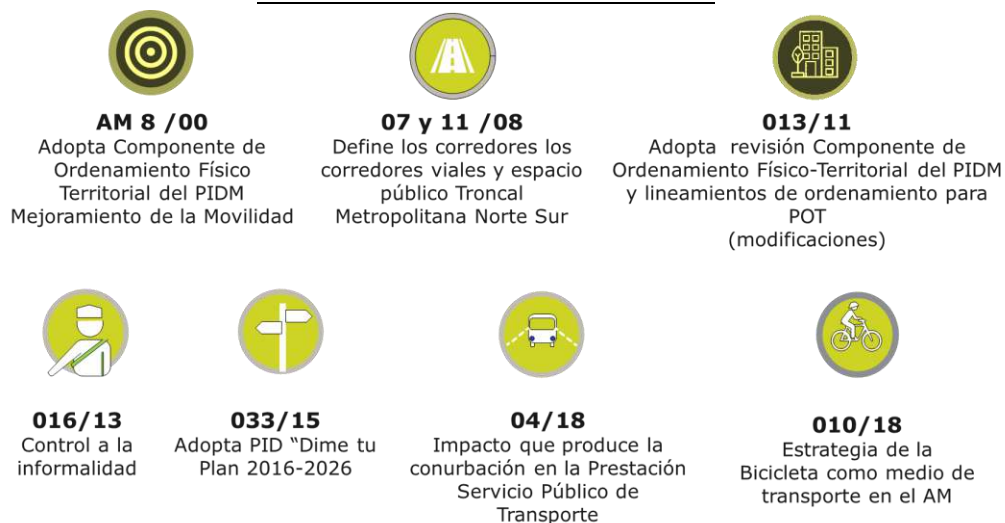 AM 8 /00
Adopta Componente de
Ordenamiento Físico
Territorial del PIDM
Mejoramiento de la Movilidad
07 y 11 /08
Define los corredores los
corredores viales y espacio
público Troncal
Metropolitana Norte Sur
013/11
Adopta revisión Componente de
Ordenamiento Físico-Territorial del PIDM
y lineamientos de ordenamiento para
POT
(modificaciones)
016/13
Control a la
informalidad
033/15
Adopta PID "Dime tu
Plan 2016-2026
04/18
Impacto que produce la
conurbación en la Prestación
Servicio Público de
Transporte
010/18
Estrategia de la
Bicicleta como medio de
transporte en el AM